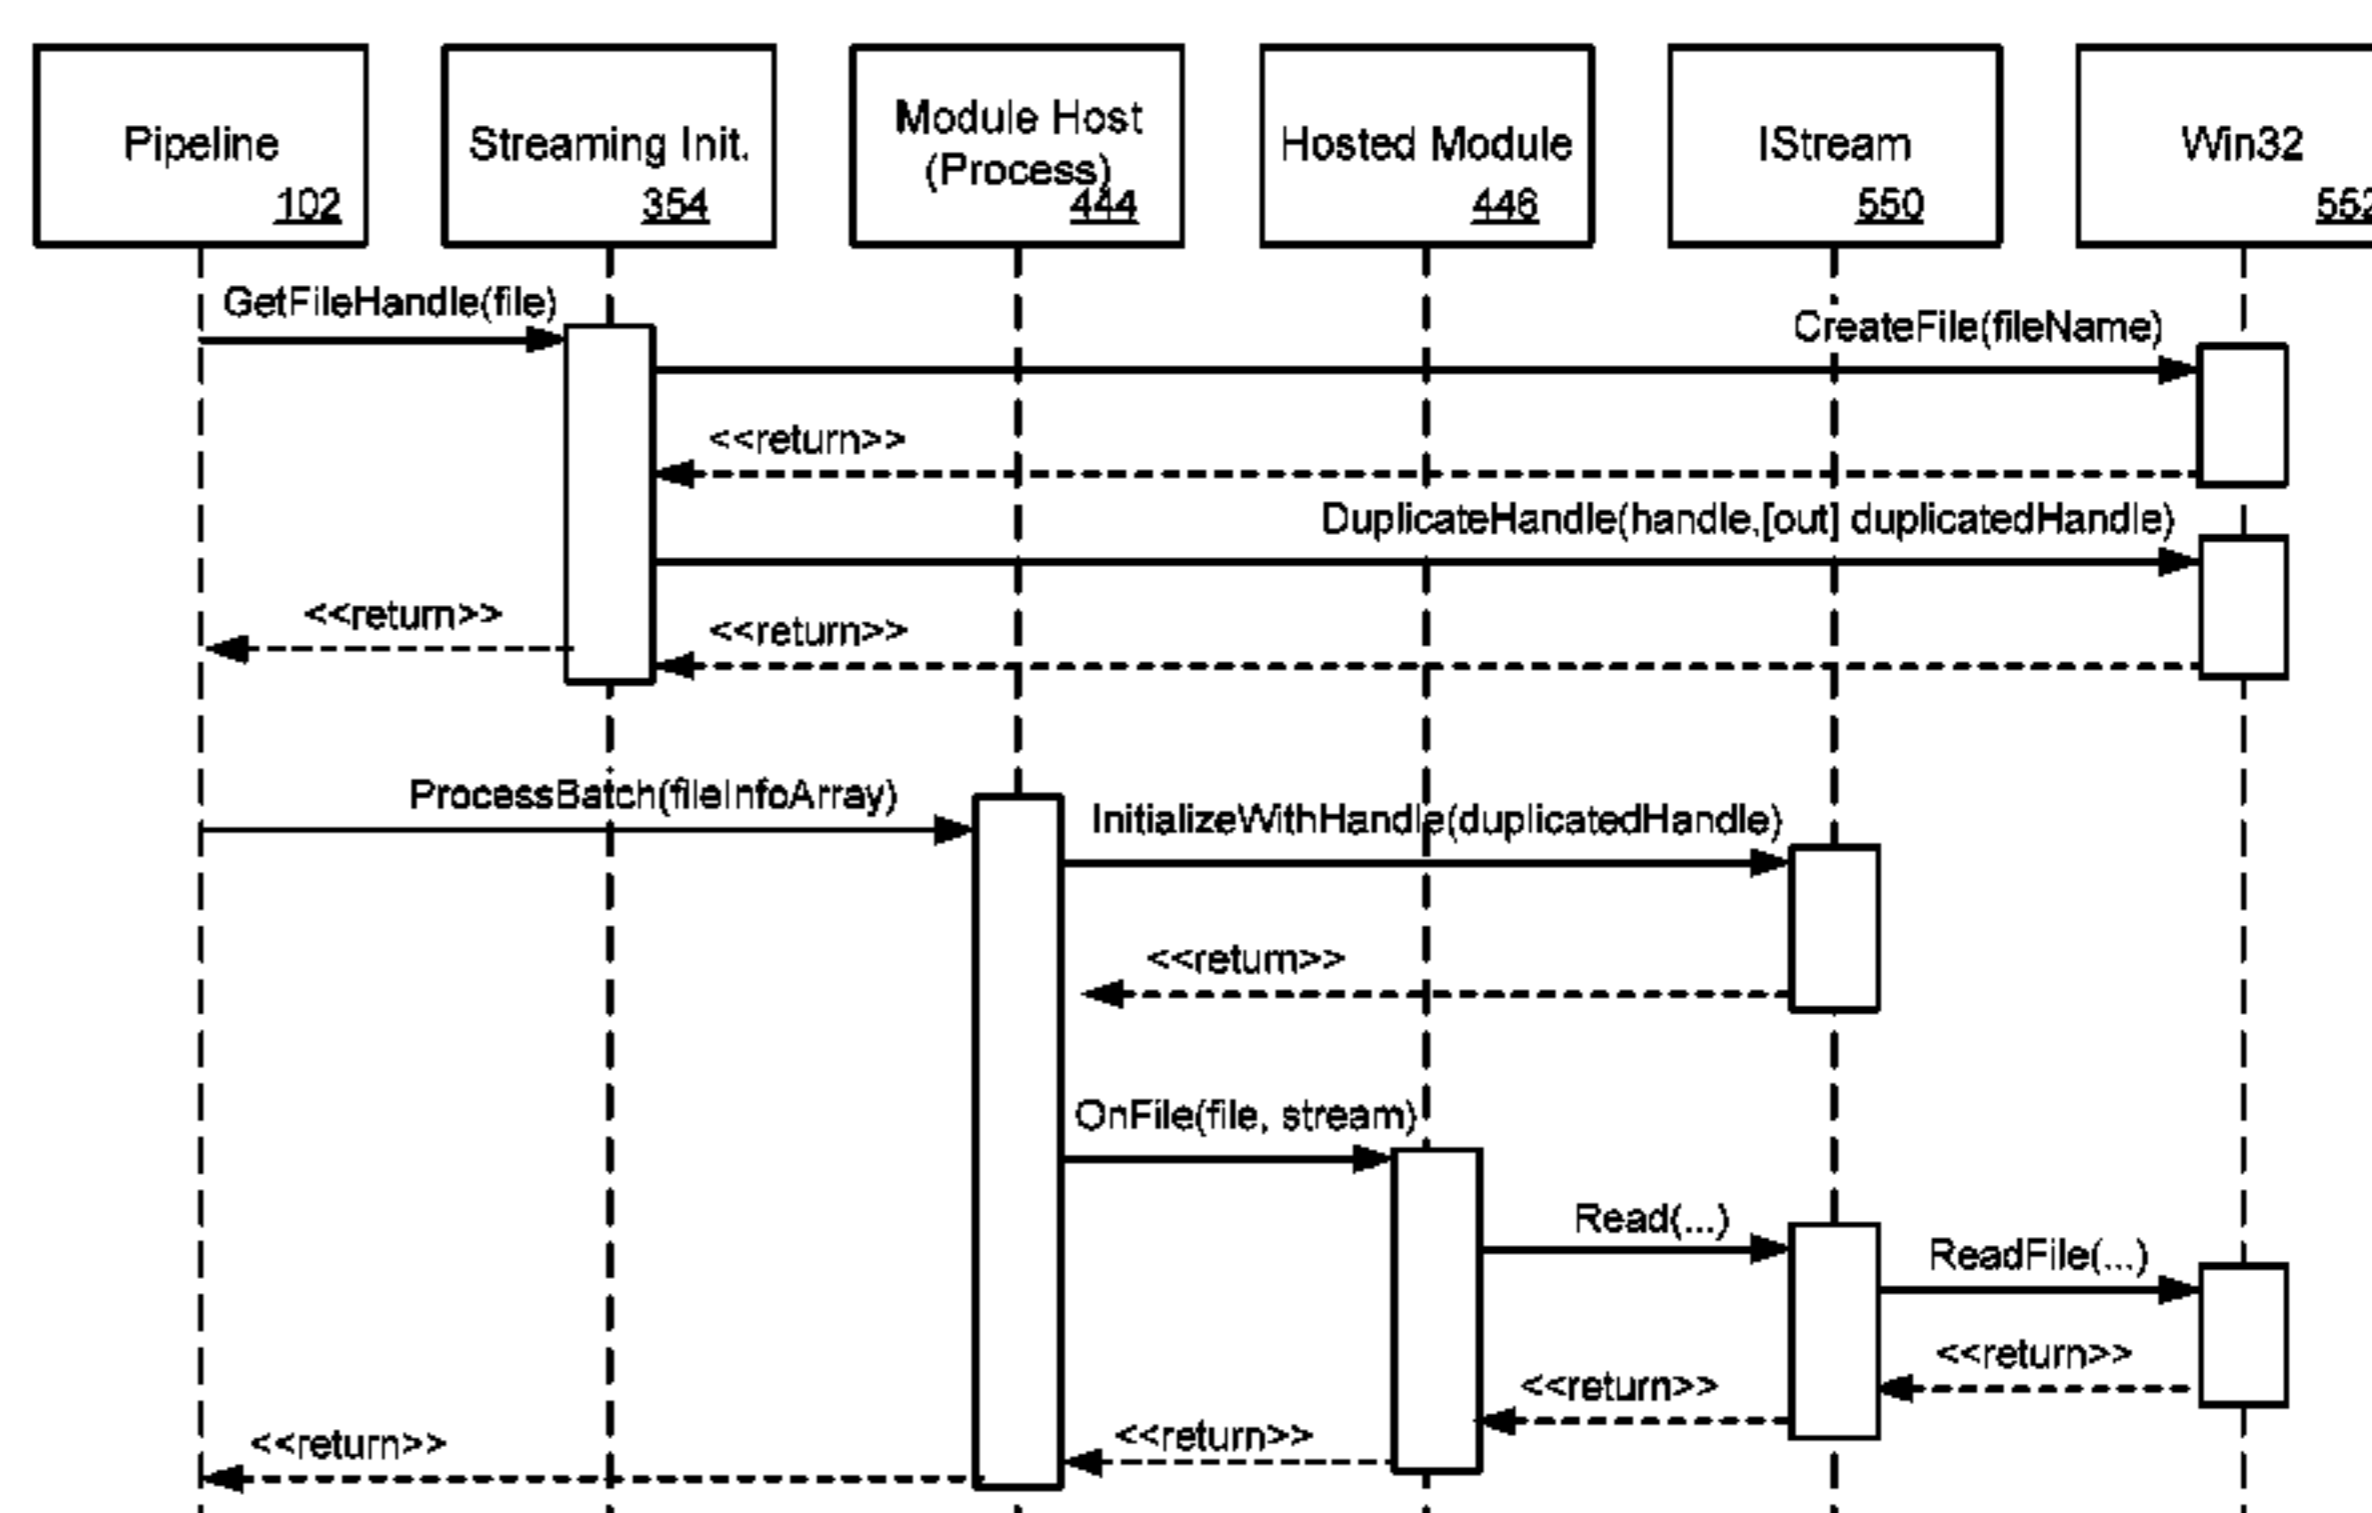 Pipeline
102
Streaming Init.
354
Module Host
(Process)
444
Hosted Module
446
IStream
550
Win32
552
GetFileHandle(file)
CreateFile(fileName)
<<return>>
DuplicateHandle(handle,[out] duplicatedHandle)
<<return>>
<<return>>
ProcessBatch(fileInfoArray)
InitializeWithHandle(duplicatedHandle)
<<return>>
OnFile(file, stream)
Read(...)
ReadFile(...)
<<return>>
<<return>>
<<return>>
<<return>>